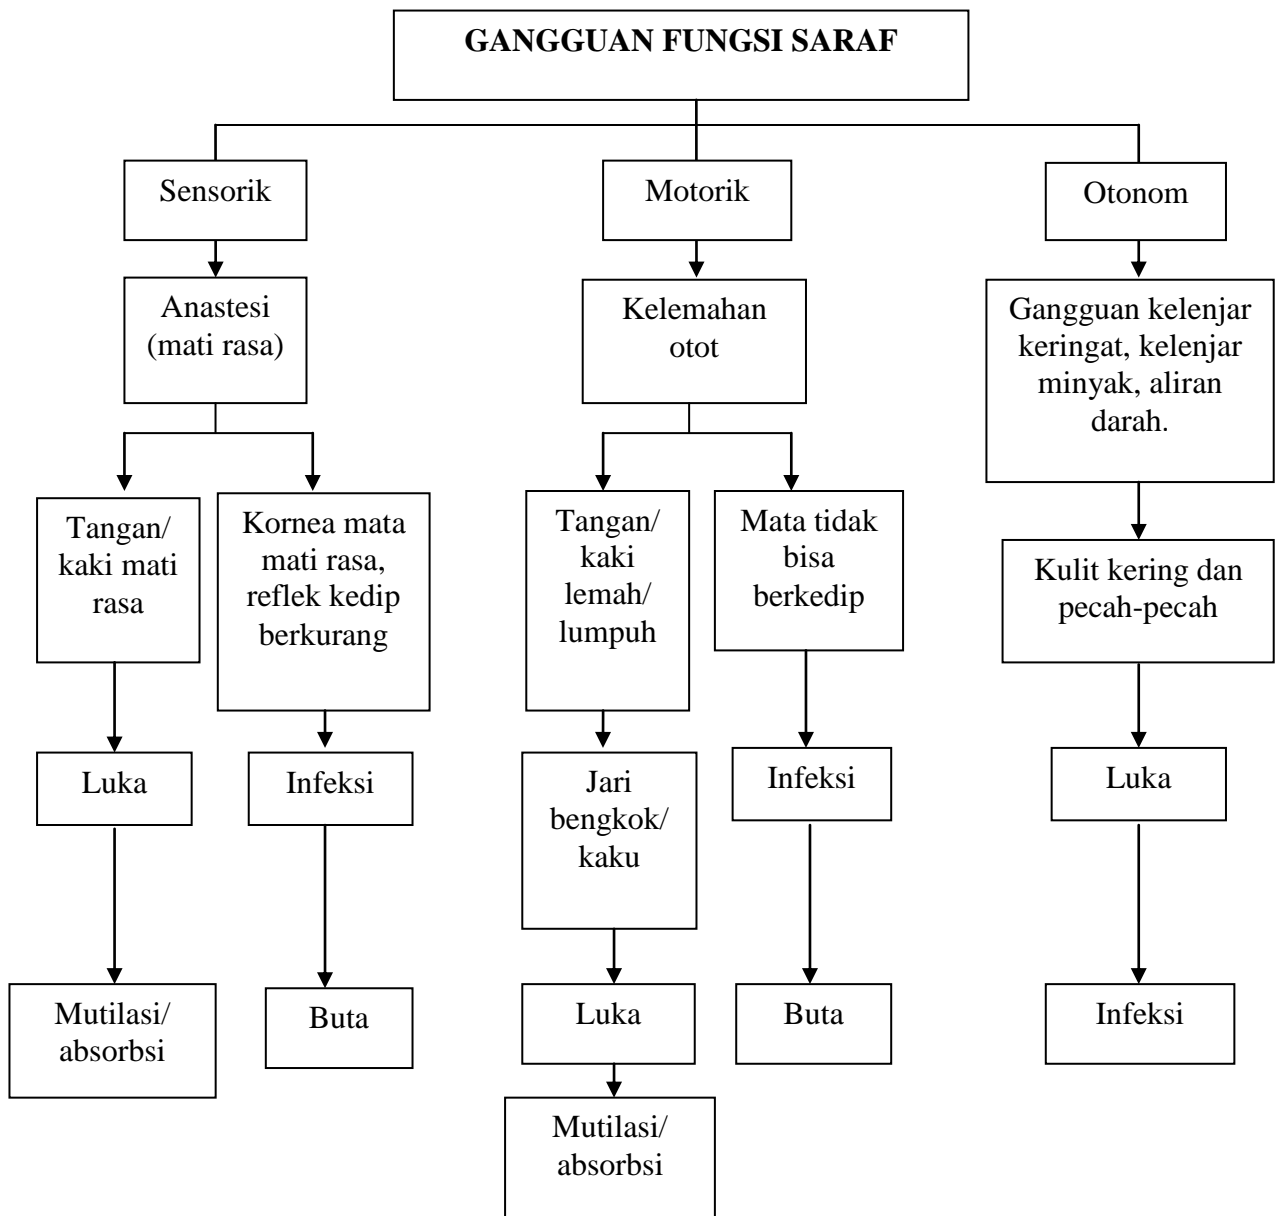 GANGGUAN FUNGSI SARAF
Sensorik
Motorik
Otonom
Anastesi
(mati rasa)
Kelemahan
otot
Gangguan kelenjar
keringat, kelenjar
minyak, aliran
darah.
Tangan/
kaki mati
rasa
Kornea mata
mati rasa,
reflek kedip
berkurang
Tangan/
kaki
lemah/
lumpuh
Mata tidak
bisa
berkedip
Kulit kering dan
pecah-pecah
Luka
Infeksi
Jari
bengkok/
kaku
Infeksi
Luka
Mutilasi/
absorbsi
Buta
Luka
Buta
Infeksi
Mutilasi/
absorbsi